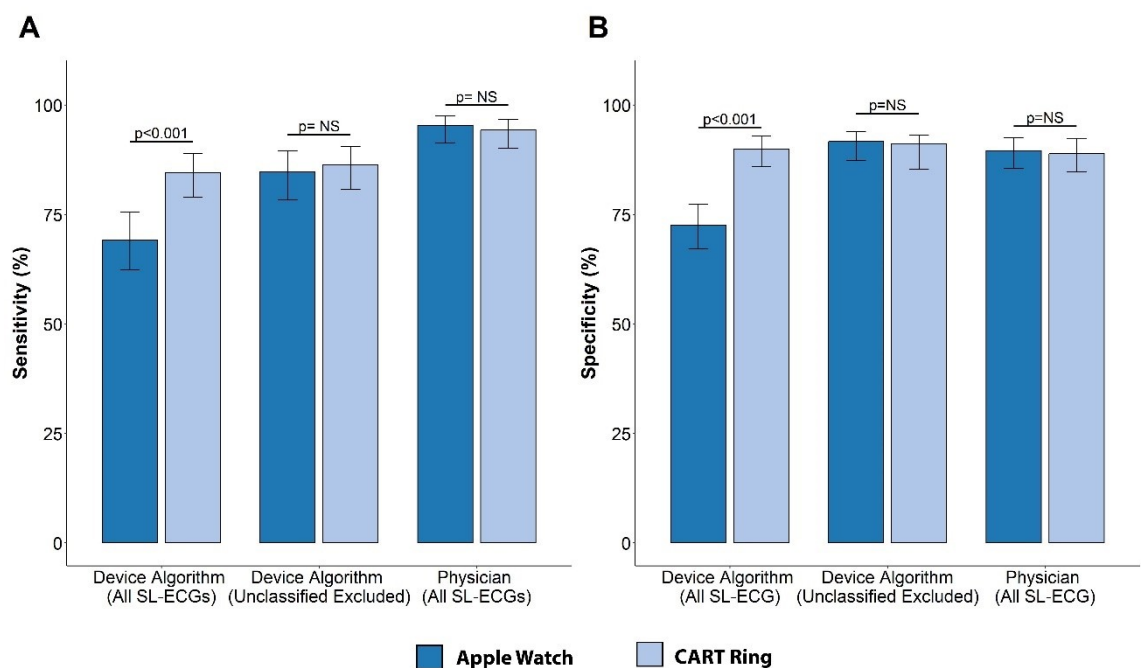 A
B
100
75
50
25
0
Sensitivity (%)
p<0.001
p= NS
p= NS
Device Algorithm
(All SL-ECGs)
Device Algorithm
(Unclassified Excluded)
Physician
(All SL-ECGs)
100
75
50
25
0
Specificity (%)
p<0.001
p=NS
p=NS
Device Algorithm
(All SL-ECG)
Device Algorithm
(Unclassified Excluded)
Physician
(All SL-ECG)
Apple Watch
CART Ring